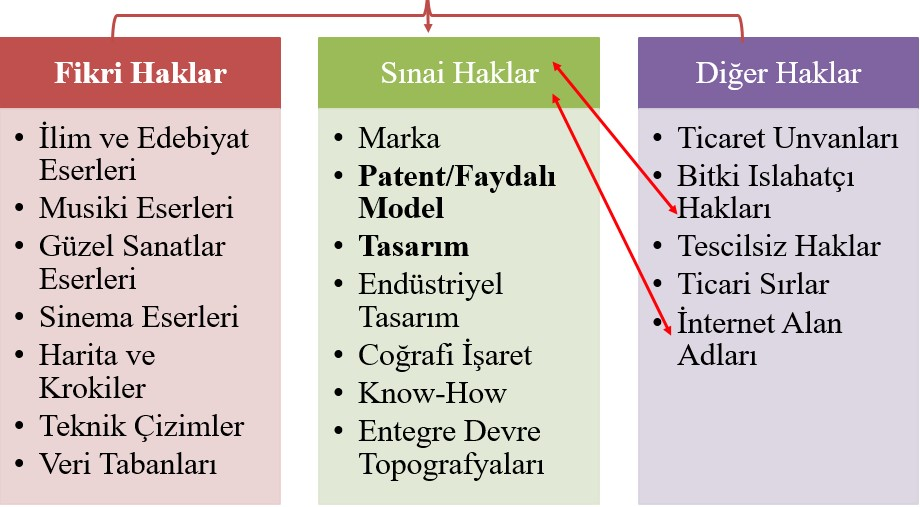 Fikri Haklar
• İlim ve Edebiyat
Eserleri
• Musiki Eserleri
• Güzel Sanatlar
Eserleri
• Sinema Eserleri
• Harita ve
Krokiler
• Teknik Çizimler
• Veri Tabanları
Sınai Haklar
• Marka
• Patent/Faydalı
Model
• Tasarım
• Endüstriyel
Tasarım
• Coğrafi İşaret
• Know-How
• Entegre Devre
Topografyaları
Diğer Haklar
• Ticaret Unvanları
• Bitki Islahatçı
Hakları
• Tescilsiz Haklar
• Ticari Sırlar
• İnternet Alan
Adları